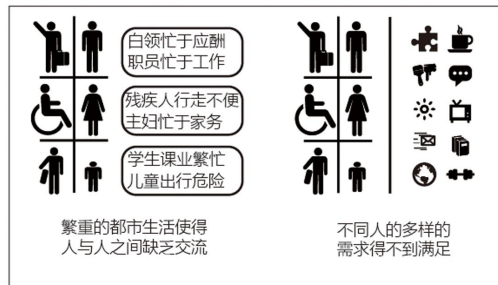 白领忙于应酬
职员忙于工作
残疾人行走不便
主妇忙于家务
学生课业繁忙
儿童出行危险
繁重的都市生活使得
人与人之间缺乏交流
不同人的多样的
需求得不到满足